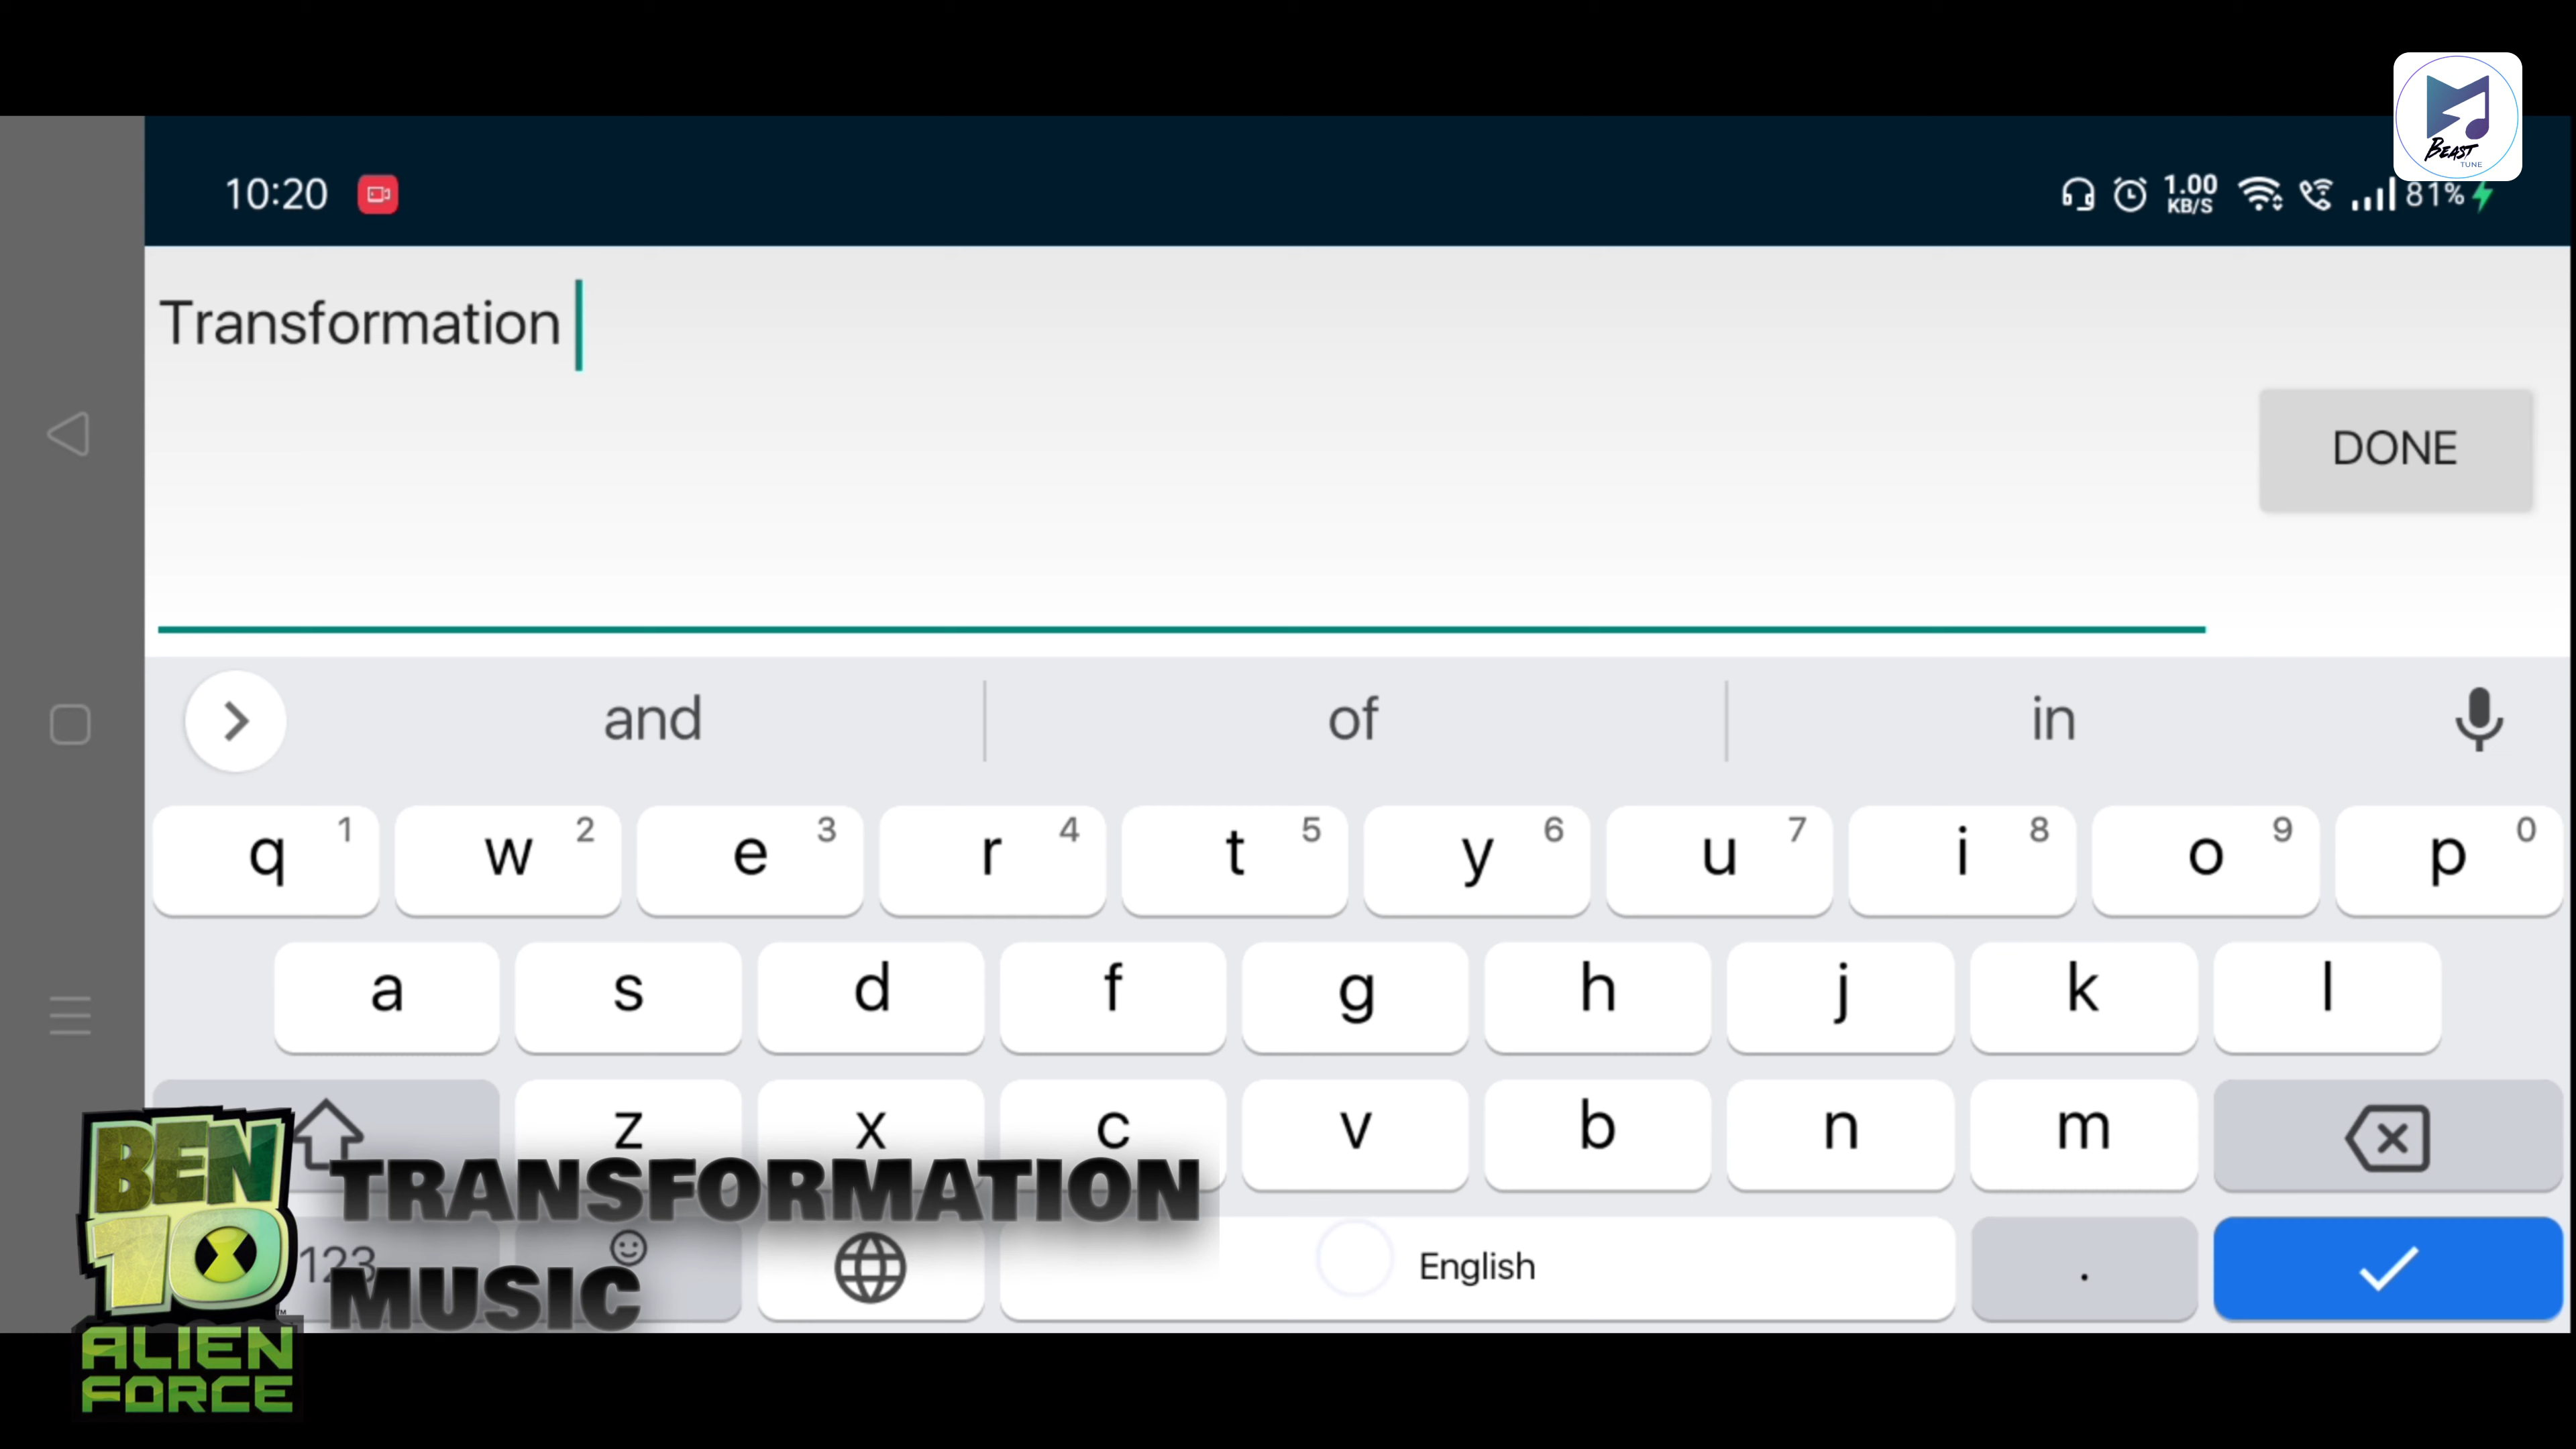 BEAST
TUNE
10:20
1.00
KB/S
81%
Transformation
DONE
and of in
q 1 w 2 e 3 r 4 t 5 y 6 u 7 i 8 o 9 p 0
a s d f g h j k l
z x c v b n m
?123 English .
BEN
10
ALIEN
FORCE
TRANSFORMATION
MUSIC